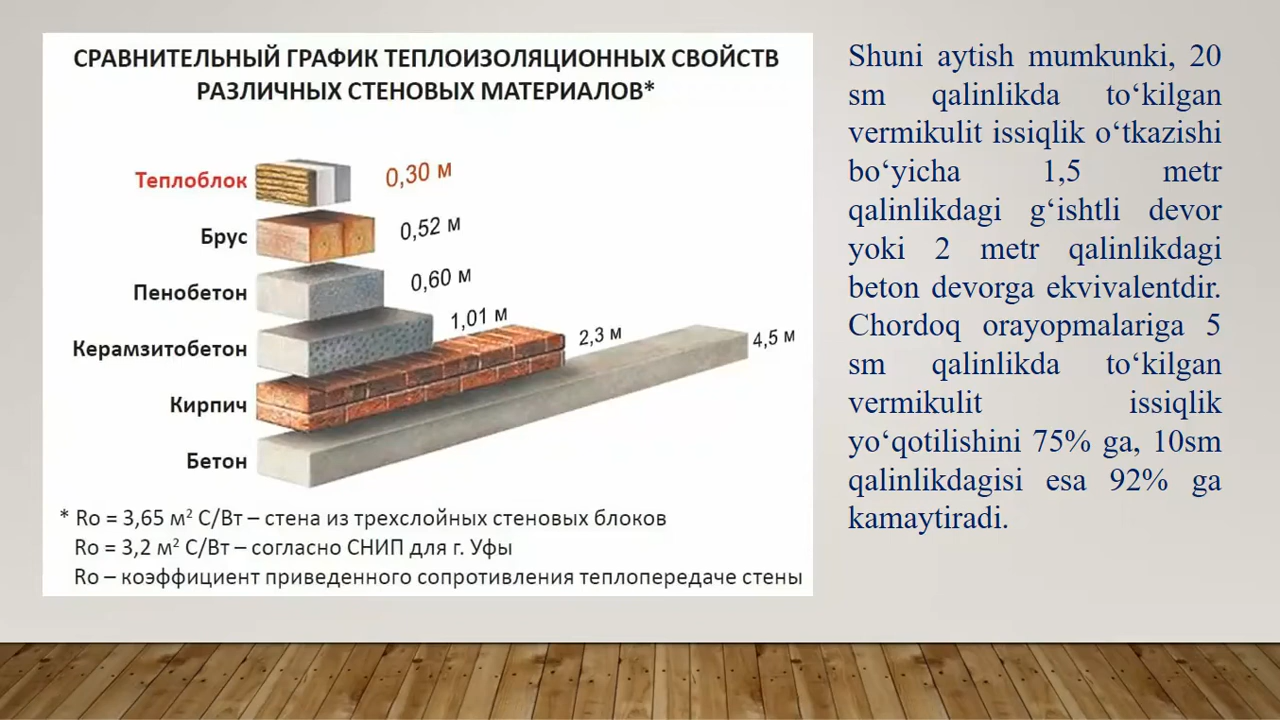 СРАВНИТЕЛЬНЫЙ ГРАФИК ТЕПЛОИЗОЛЯЦИОННЫХ СВОЙСТВ
РАЗЛИЧНЫХ СТЕНОВЫХ МАТЕРИАЛОВ*
Теплоблок 0,30 м
Брус 0,52 м
Пенобетон 0,60 м
Керамзитобетон 1,01 м
Кирпич 2,3 м
Бетон 4,5 м
* Ro = 3,65 м² С/Вт – стена из трехслойных стеновых блоков
Ro = 3,2 м² С/Вт – согласно СНИП для г. Уфы
Ro – коэффициент приведенного сопротивления теплопередаче стены
Shuni aytish mumkunki, 20
sm qalinlikda to‘kilgan
vermikulit issiqlik o‘tkazishi
bo‘yicha 1,5 metr
qalinlikdagi g‘ishtli devor
yoki 2 metr qalinlikdagi
beton devorga ekvivalentdir.
Chordoq orayopmalariga 5
sm qalinlikda to‘kilgan
vermikulit issiqlik
yo‘qotilishini 75% ga, 10sm
qalinlikdagisi esa 92% ga
kamaytiradi.